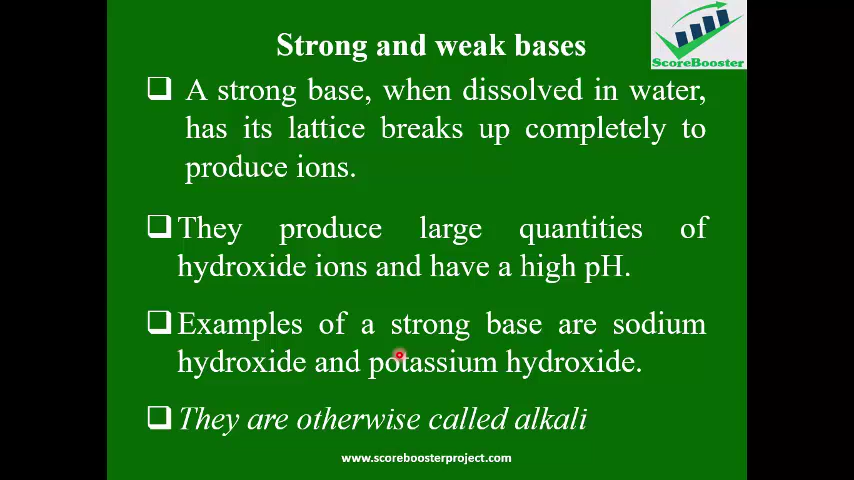 Strong and weak bases
ScoreBooster
A strong base, when dissolved in water,
has its lattice breaks up completely to
produce ions.
They produce large quantities of
hydroxide ions and have a high pH.
Examples of a strong base are sodium
hydroxide and potassium hydroxide.
They are otherwise called alkali
www.scoreboosterproject.com